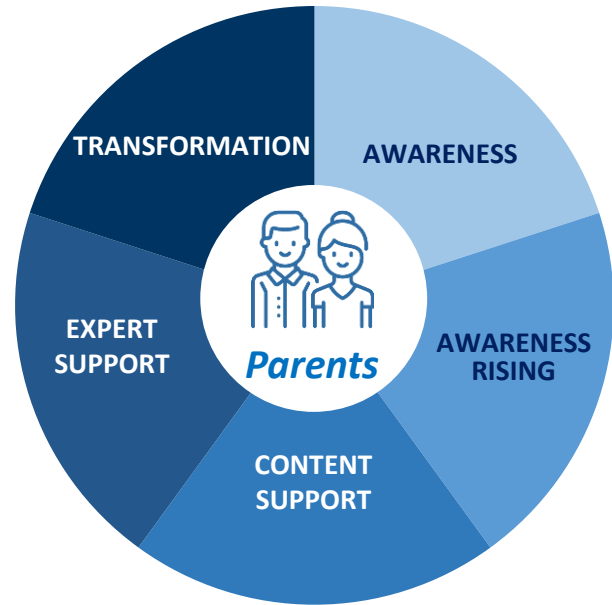 TRANSFORMATION
AWARENESS
EXPERT
SUPPORT
Parents
AWARENESS
RISING
CONTENT
SUPPORT